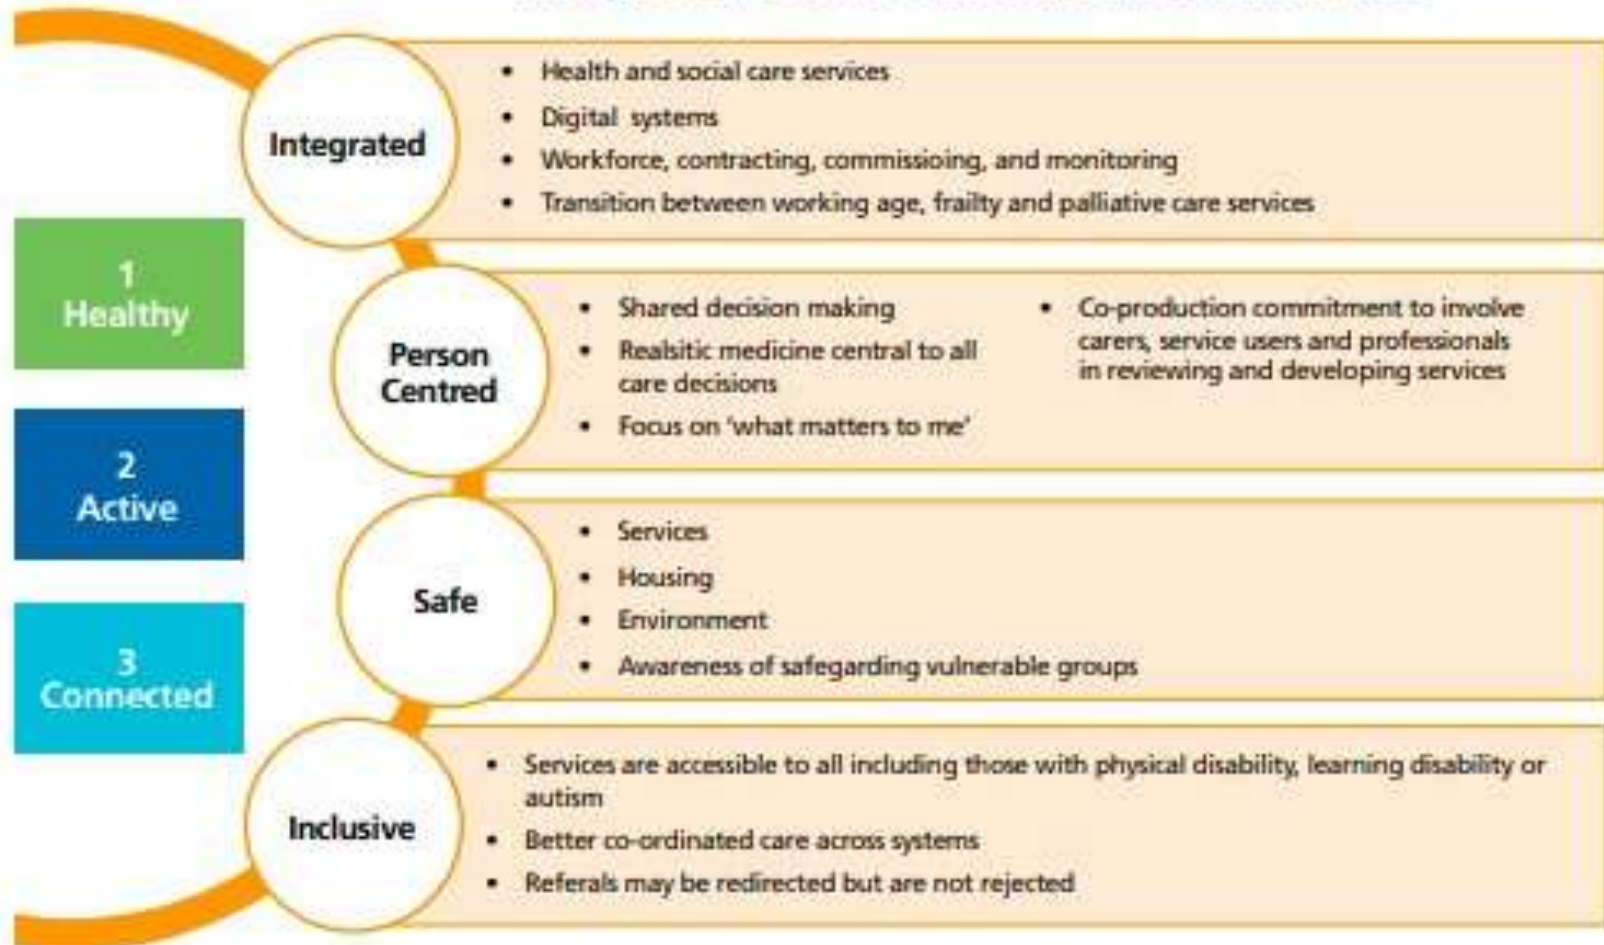 Integrated
• Health and social care services
• Digital systems
• Workforce, contracting, commissioing, and monitoring
• Transition between working age, frailty and palliative care services
1
Healthy
2
Active
3
Connected
Person
Centred
• Shared decision making
• Realsitic medicine central to all
care decisions
• Focus on 'what matters to me'
• Co-production commitment to involve
carers, service users and professionals
in reviewing and developing services
Safe
• Services
• Housing
• Environment
• Awareness of safegarding vulnerable groups
Inclusive
• Services are accessible to all including those with physical disability, learning disability or
autism
• Better co-ordinated care across systems
• Referrals may be redirected but are not rejected